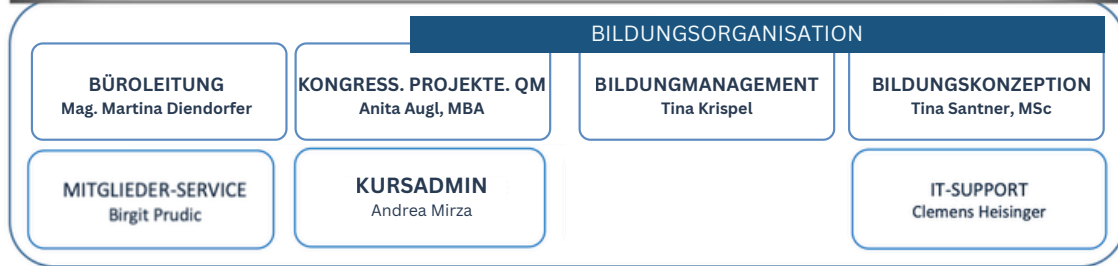 BILDUNGSORGANISATION
BÜROLEITUNG
Mag. Martina Diendorfer
KONGRESS. PROJEKTE. QM
Anita Augl, MBA
BILDUNGMANAGEMENT
Tina Krispel
BILDUNGSKONZEPTION
Tina Santner, MSc
MITGLIEDER-SERVICE
Birgit Prudic
KURSADMIN
Andrea Mirza
IT-SUPPORT
Clemens Heisinger